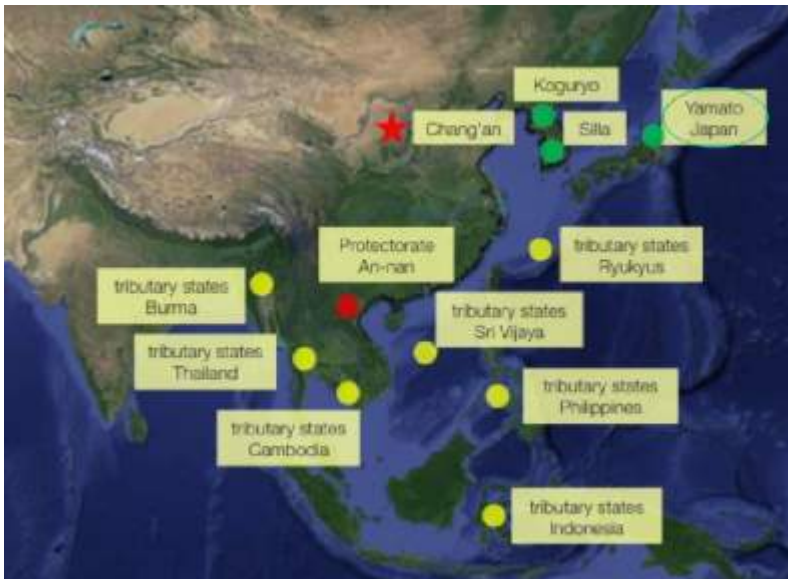 Koguryo
Yamato
Japan
Chang'an
Silla
Protectorate
An-nan
tributary states
Ryukyus
tributary states
Burma
tributary states
Sri Vijaya
tributary states
Thailand
tributary states
Philippines
tributary states
Cambodia
tributary states
Indonesia